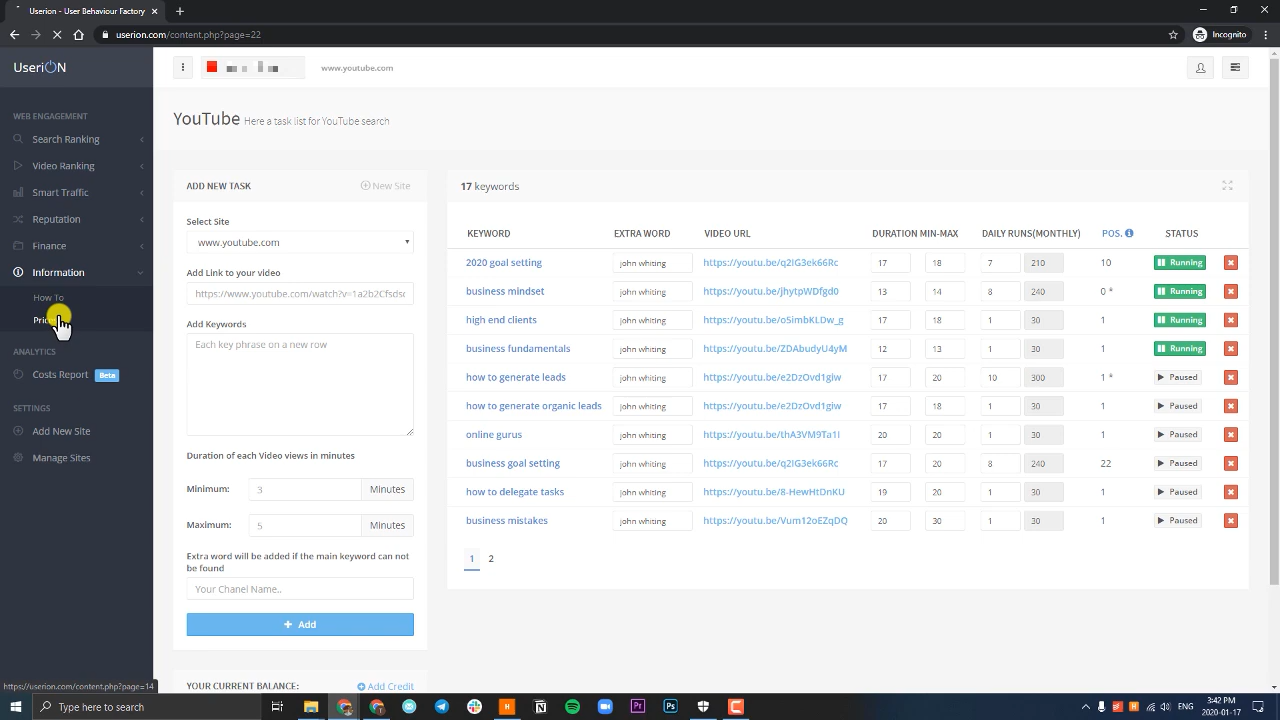 Userion - User Behaviour Factory
Incognito
userion.com/content.php?page=22
UseriON
www.youtube.com
YouTube Here a task list for YouTube search
WEB ENGAGEMENT
Search Ranking
Video Ranking
Smart Traffic
Reputation
Finance
Information
How To
ANALYTICS
Costs Report Beta
SETTINGS
Add New Site
Manage Sites
ADD NEW TASK New Site
Select Site
www.youtube.com
Add Link to your video
https://www.youtube.com/watch?v=1a2b2Cfsdsc
Add Keywords
Each key phrase on a new row
Duration of each Video views in minutes
Minimum: 3 Minutes
Maximum: 5 Minutes
Extra word will be added if the main keyword can not
be found
Your Chanel Name..
+ Add
YOUR CURRENT BALANCE: Add Credit
17 keywords
KEYWORD EXTRA WORD VIDEO URL DURATION MIN-MAX DAILY RUNS(MONTHLY) POS. STATUS
2020 goal setting john whiting https://youtu.be/q2IG3ek66Rc 17 18 7 210 10 Running
business mindset john whiting https://youtu.be/jhytpWDfgd0 13 14 8 240 0 * Running
high end clients john whiting https://youtu.be/o5imbKLDw_g 17 18 1 30 1 Running
business fundamentals john whiting https://youtu.be/ZDAbudyU4yM 12 13 1 30 1 Running
how to generate leads john whiting https://youtu.be/e2DzOvd1giw 17 20 10 300 1 * Paused
how to generate organic leads john whiting https://youtu.be/e2DzOvd1giw 17 18 1 30 1 Paused
online gurus john whiting https://youtu.be/thA3VM9Ta1I 20 20 1 30 1 Paused
business goal setting john whiting https://youtu.be/q2IG3ek66Rc 17 20 8 240 22 Paused
how to delegate tasks john whiting https://youtu.be/8-HewHtDnKU 19 20 1 30 1 Paused
business mistakes john whiting https://youtu.be/Vum12oEZqDQ 20 30 1 30 1 Paused
1 2
https://userion.com/content.php?page=14
Type here to search
3:42 PM
2020-01-17